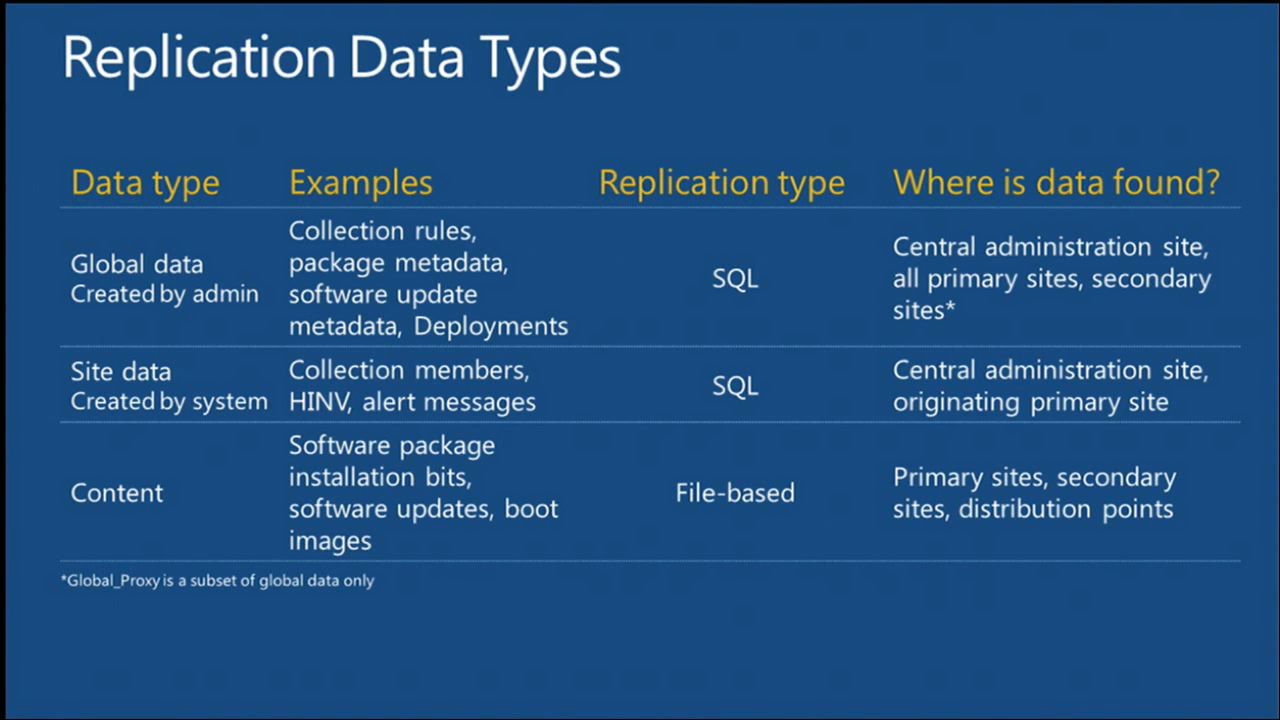 Replication Data Types
Data type Examples Replication type Where is data found?
Global data
Created by admin
Collection rules,
package metadata,
software update
metadata, Deployments
SQL
Central administration site,
all primary sites, secondary
sites*
Site data
Created by system
Collection members,
HINV, alert messages
SQL
Central administration site,
originating primary site
Content
Software package
installation bits,
software updates, boot
images
File-based
Primary sites, secondary
sites, distribution points
*Global_Proxy is a subset of global data only